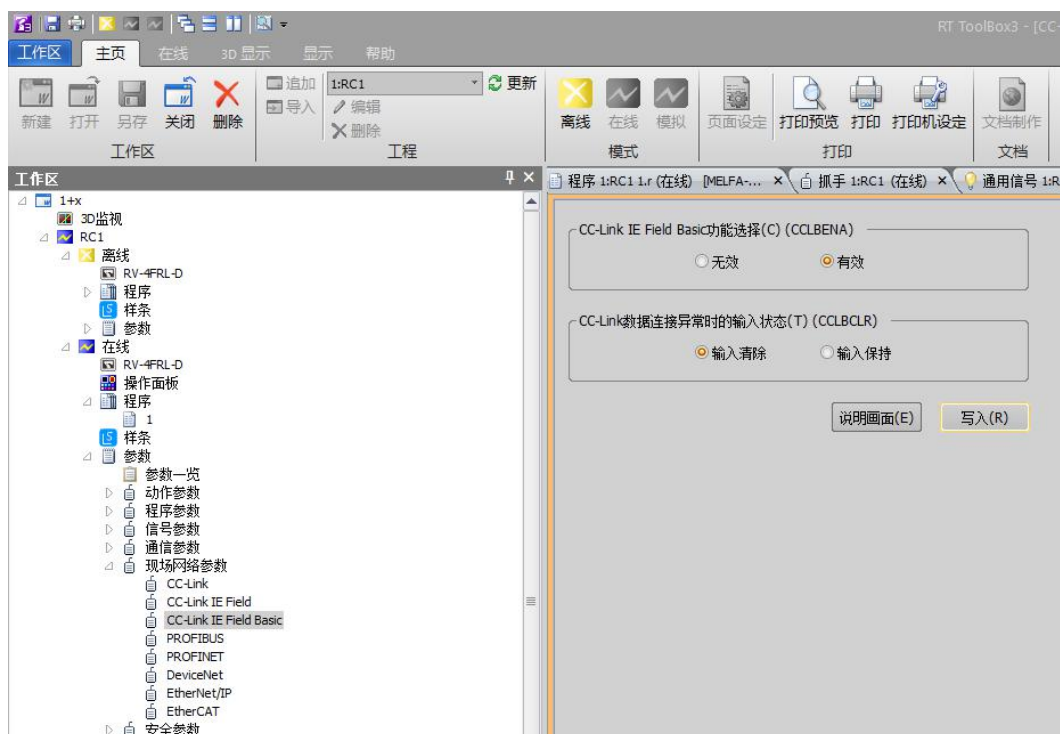 RT ToolBox3 - [CC-
工作区 主页 在线 3D 显示 显示 帮助
新建 打开 另存 关闭 删除
追加 导入
1:RC1
编辑
删除
更新
离线 在线 模拟 页面设定 打印预览 打印 打印机设定 文档制作
工作区 工程 模式 打印 文档
工作区
程序 1:RC1 1.r (在线) [MELFA-... 抓手 1:RC1 (在线) 通用信号 1:R
1+x
3D监视
RC1
离线
RV-4FRL-D
程序
样条
参数
在线
RV-4FRL-D
操作面板
程序
1
样条
参数
参数一览
动作参数
程序参数
信号参数
通信参数
现场网络参数
CC-Link
CC-Link IE Field
CC-Link IE Field Basic
PROFIBUS
PROFINET
DeviceNet
EtherNet/IP
EtherCAT
安全参数
CC-Link IE Field Basic功能选择(C) (CCLBENA)
无效 有效
CC-Link数据连接异常时的输入状态(T) (CCLBCLR)
输入清除 输入保持
说明画面(E) 写入(R)